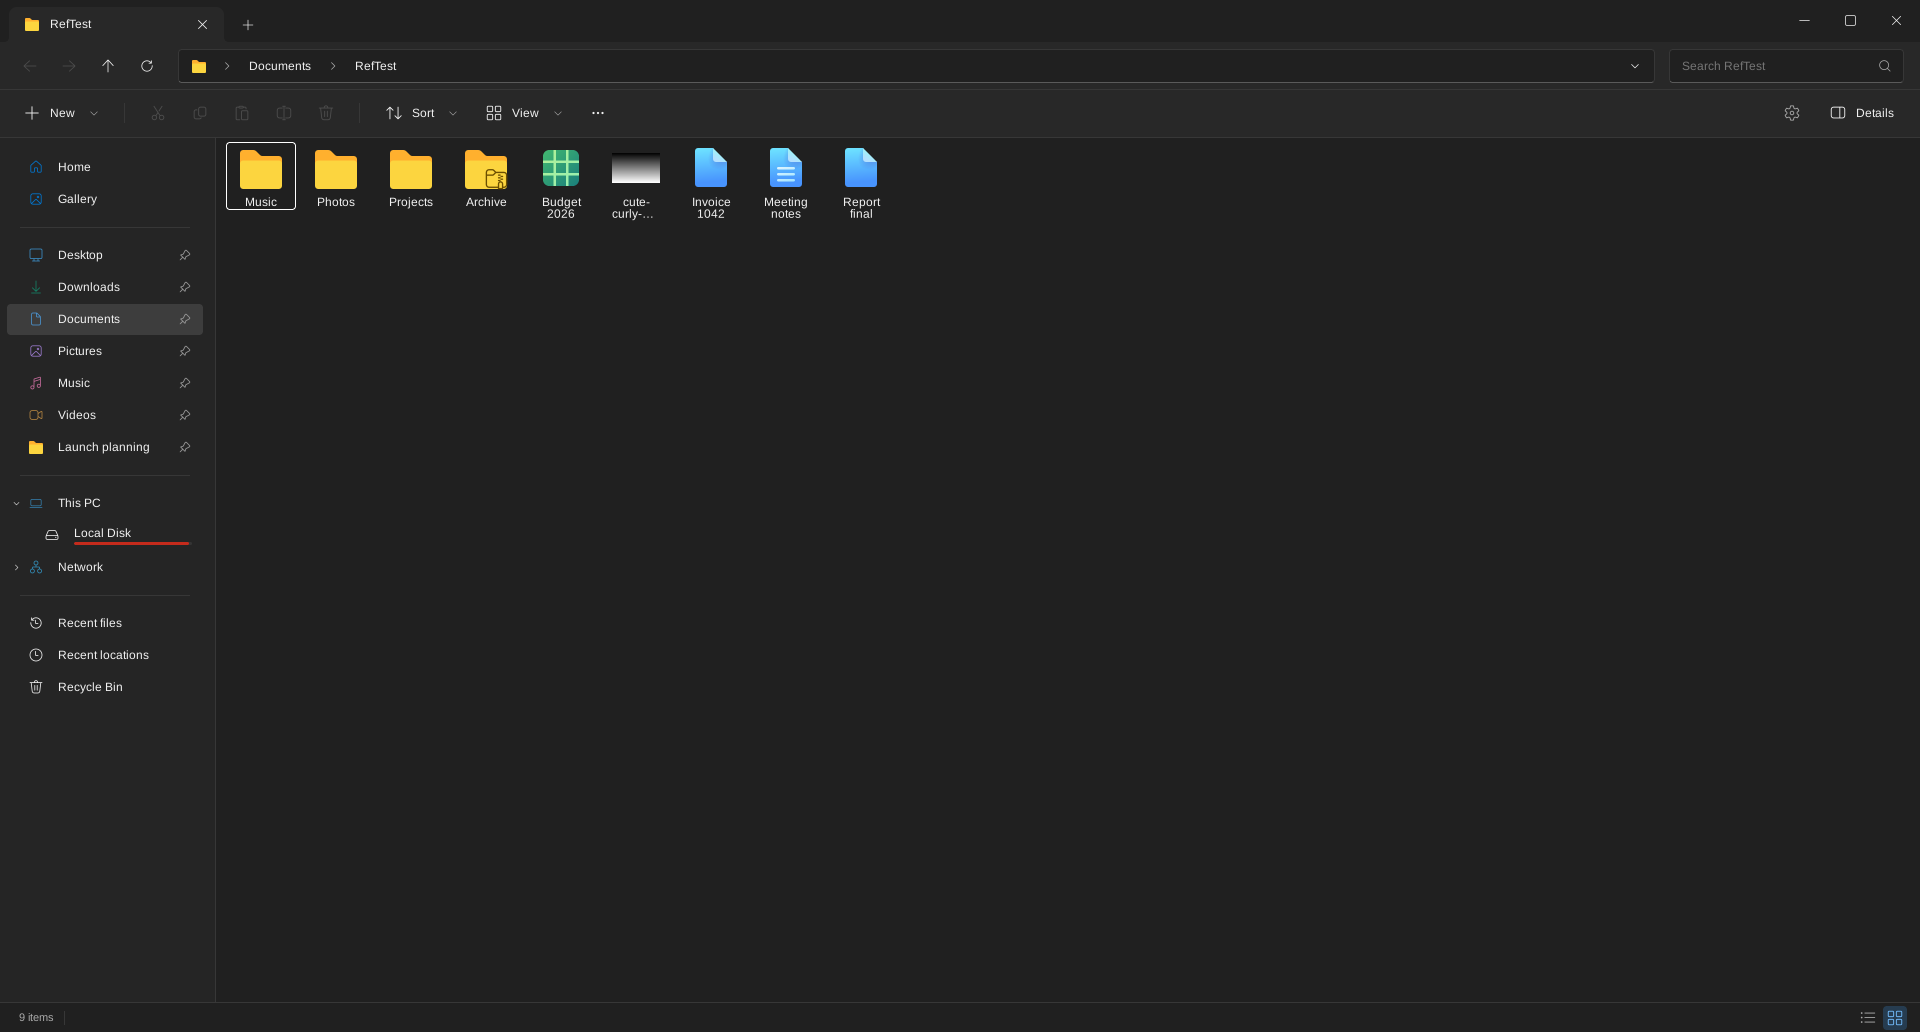 RefTest
Documents
RefTest
Search RefTest
New
Sort
View
Details
Home
Gallery
Desktop
Downloads
Documents
Pictures
Music
Videos
Launch planning
This PC
Local Disk
Network
Recent files
Recent locations
Recycle Bin
Music
Photos
Projects
Archive
Budget
2026
cute-
curly-...
Invoice
1042
Meeting
notes
Report
final
9 items